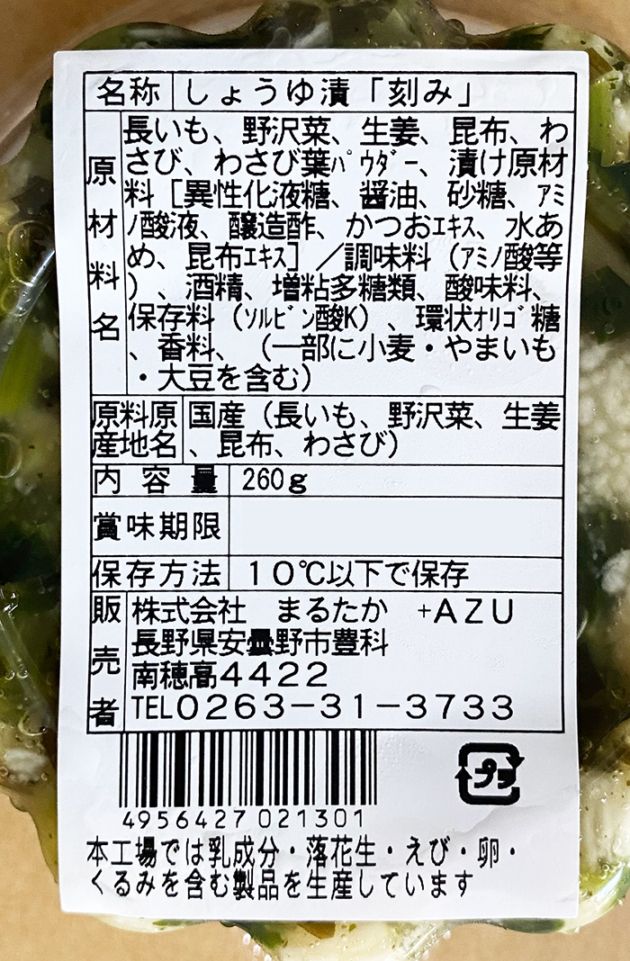 名称 しょうゆ漬「刻み」
原材料名
長いも、野沢菜、生姜、昆布、わ
さび、わさび葉ﾊﾟｳﾀﾞｰ、漬け原材
料［異性化液糖、醤油、砂糖、ｱﾐ
ﾉ酸液、醸造酢、かつおｴｷｽ、水あ
め、昆布ｴｷｽ］／調味料（ｱﾐﾉ酸等
）、酒精、増粘多糖類、酸味料、
保存料（ｿﾙﾋﾞﾝ酸K）、環状ｵﾘｺﾞ糖
、香料、（一部に小麦・やまいも
・大豆を含む）
原料原産地名
国産（長いも、野沢菜、生姜
、昆布、わさび）
内容量 260g
賞味期限
保存方法 10℃以下で保存
販売者
株式会社 まるたか +AZU
長野県安曇野市豊科
南穂高4422
TEL0263-31-3733
4956427021301
プラ
本工場では乳成分・落花生・えび・卵・
くるみを含む製品を生産しています